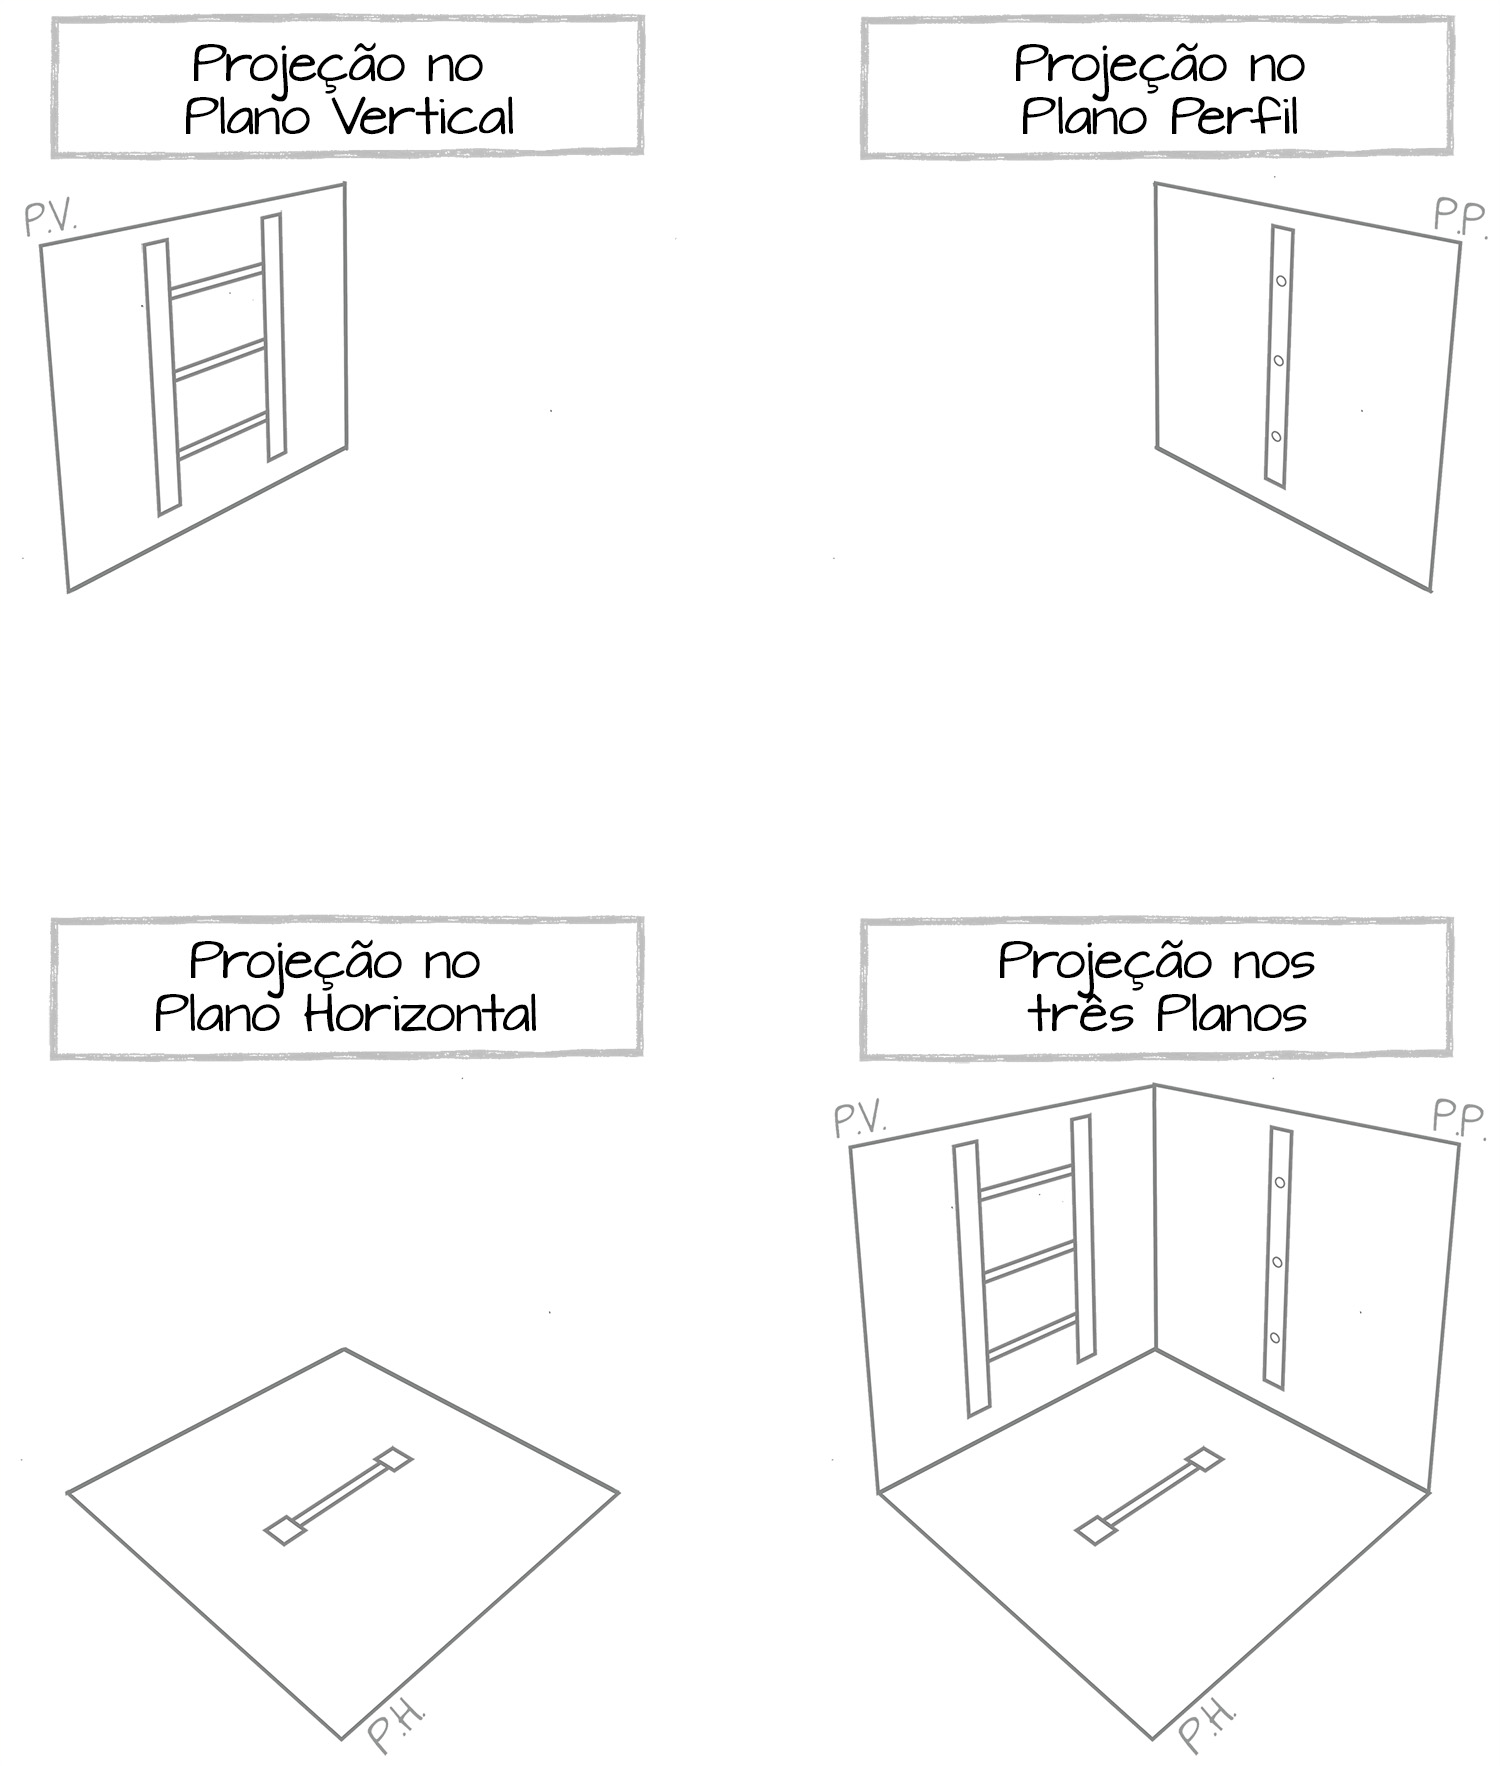 Projeção no
Plano Vertical
P.V.
Projeção no
Plano Perfil
P.P.
Projeção no
Plano Horizontal
P.H.
Projeção nos
três Planos
P.V.
P.P.
P.H.